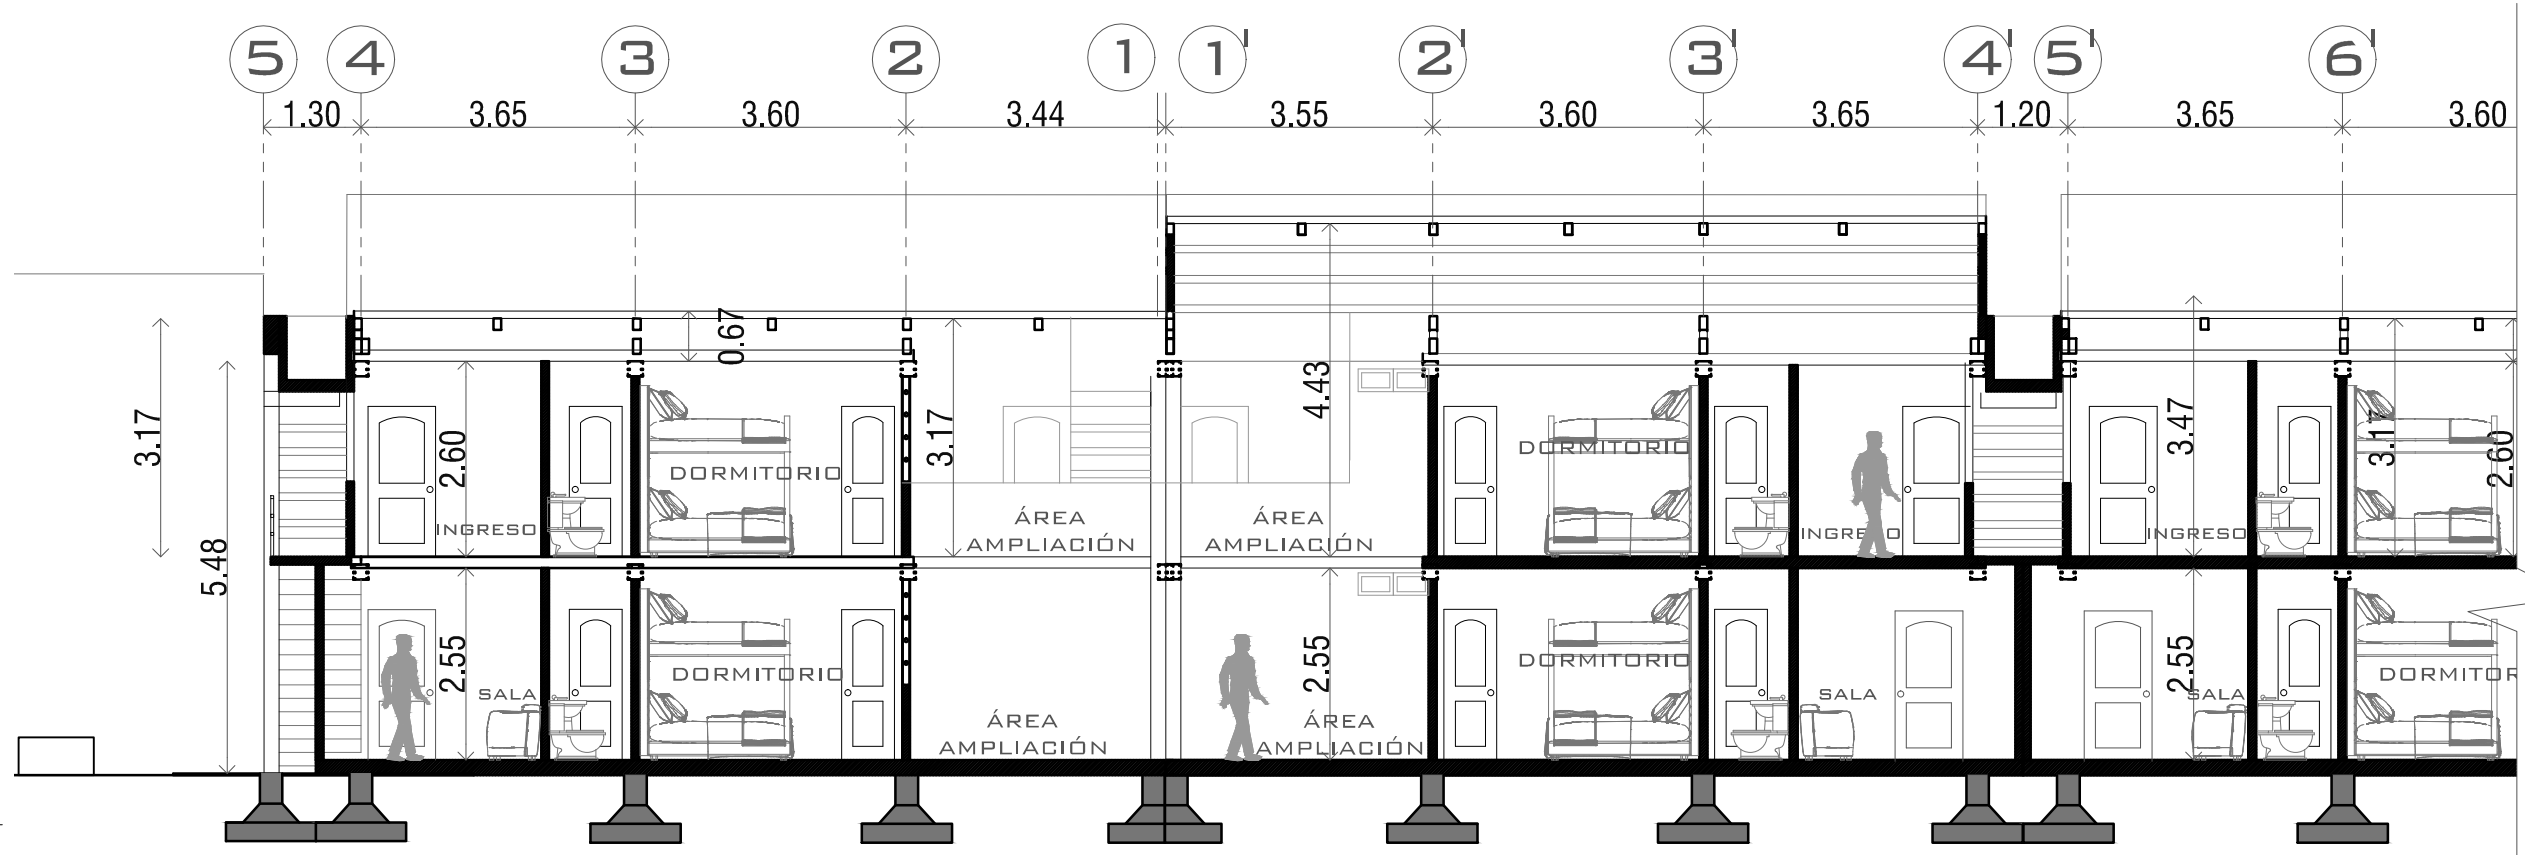 5 4 3 2 1 1' 2' 3' 4' 5' 6'
1.30 3.65 3.60 3.44 3.55 3.60 3.65 1.20 3.65 3.60
0.67
3.17 2.60 3.17 4.43 3.47 3.17 2.60
DORMITORIO DORMITORIO
INGRESO ÁREA ÁREA INGRESO INGRESO
AMPLIACIÓN AMPLIACIÓN
5.48
2.55 2.55 2.55
DORMITORIO DORMITORIO DORMITOR
SALA SALA SALA
ÁREA ÁREA
AMPLIACIÓN AMPLIACIÓN